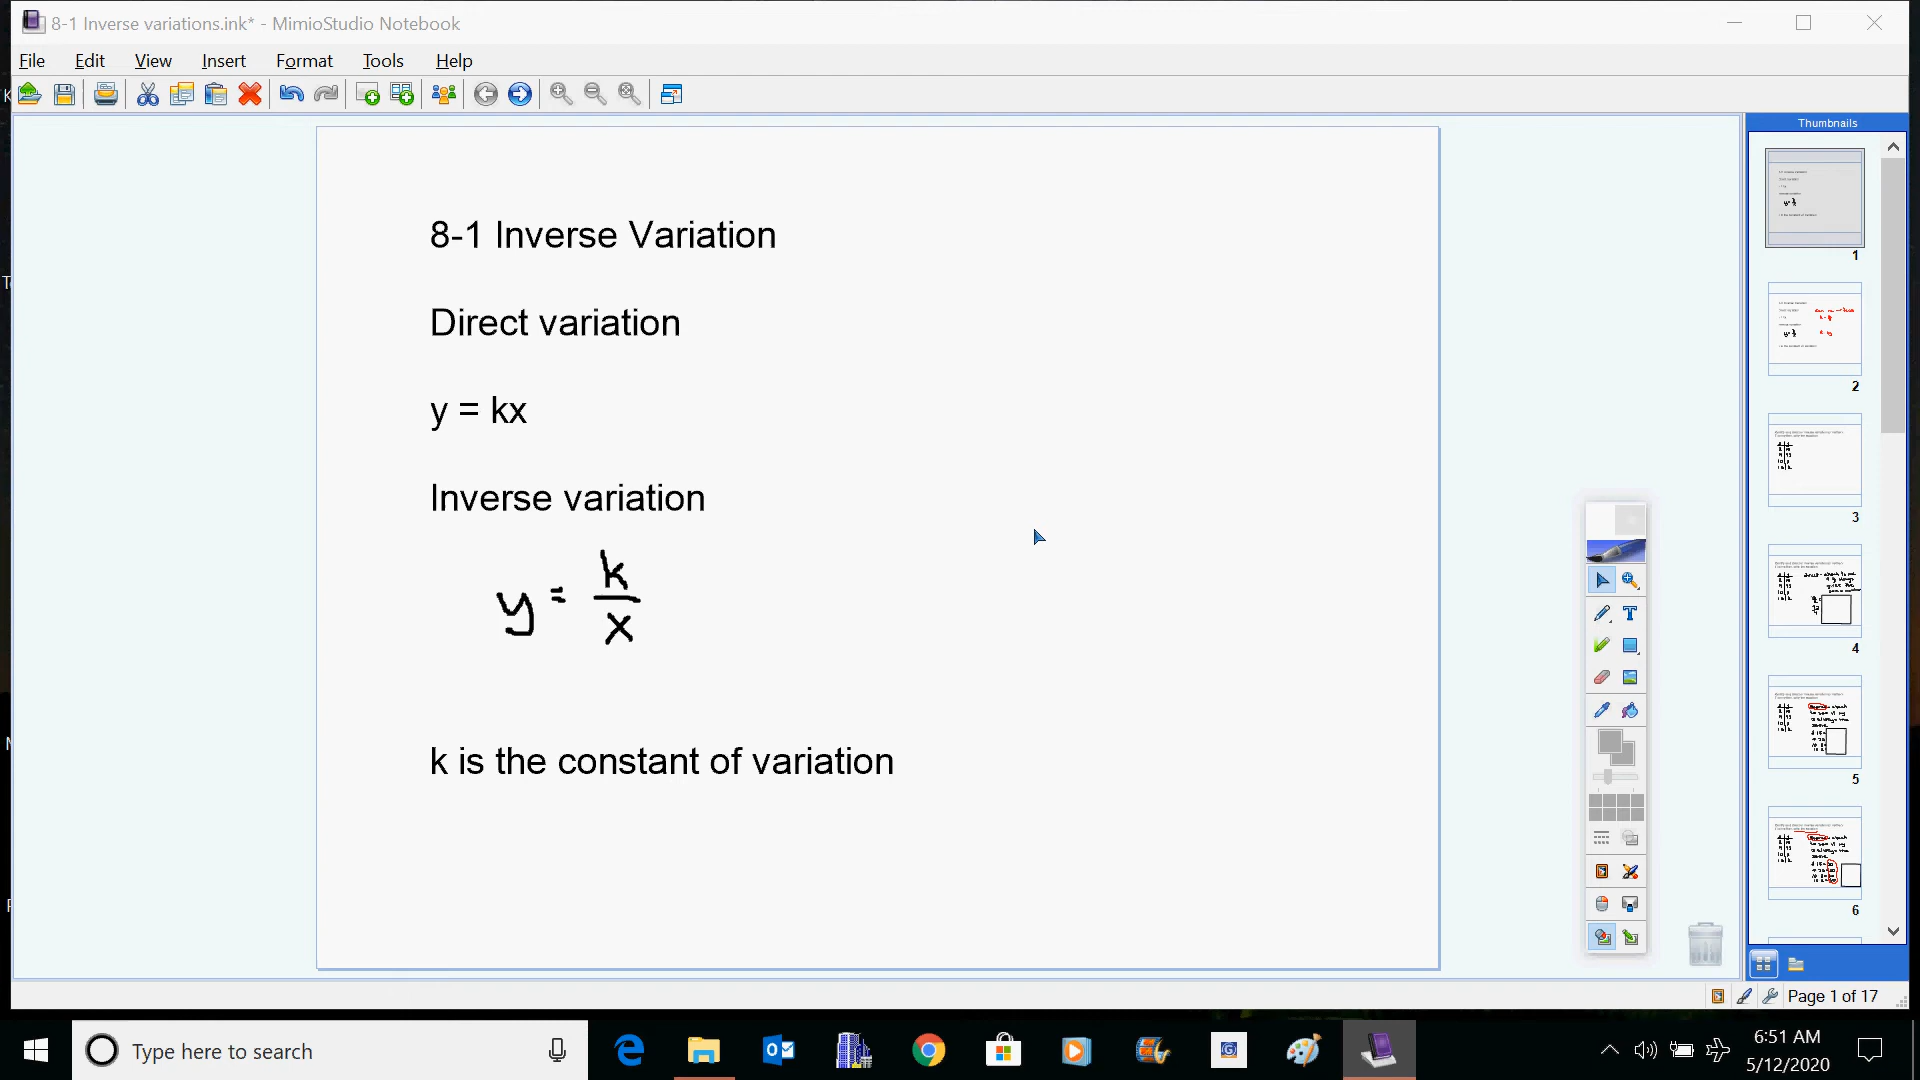 8-1 Inverse variations.ink* - MimioStudio Notebook
File Edit View Insert Format Tools Help
Thumbnails
8-1 Inverse Variation
Direct variation
y = kx
Inverse variation
y = k/x
k is the constant of variation
1
2
3
4
5
6
Page 1 of 17
Type here to search
6:51 AM
5/12/2020